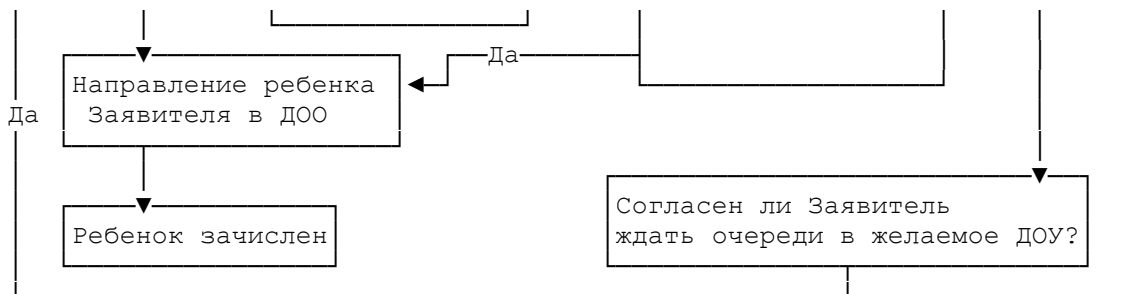 Да
Направление ребенка
Заявителя в ДОО
Да
Согласен ли Заявитель
ждать очереди в желаемое ДОУ?
Ребенок зачислен